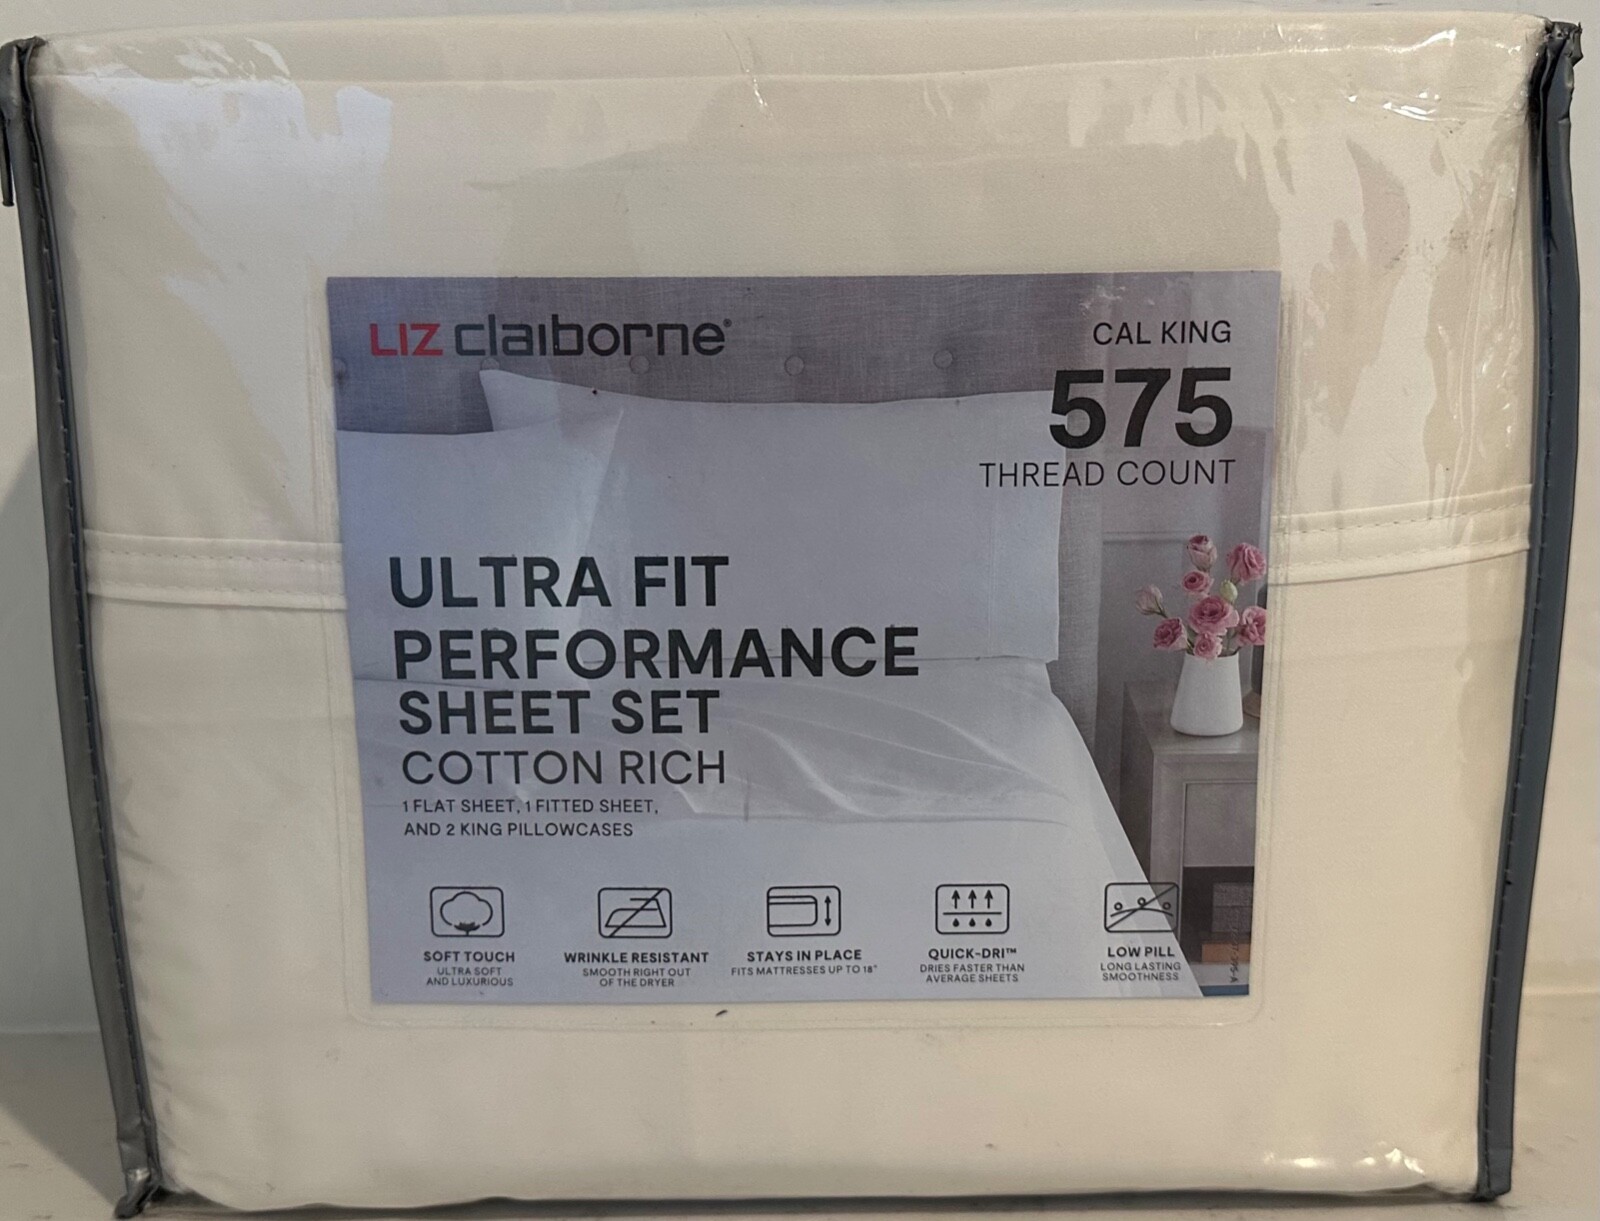 LIZ claiborne®
CAL KING
575
THREAD COUNT
ULTRA FIT
PERFORMANCE
SHEET SET
COTTON RICH
1 FLAT SHEET, 1 FITTED SHEET,
AND 2 KING PILLOWCASES
SOFT TOUCH
ULTRA SOFT
AND LUXURIOUS
WRINKLE RESISTANT
SMOOTH RIGHT OUT
OF THE DRYER
STAYS IN PLACE
FITS MATTRESSES UP TO 18"
QUICK-DRI™
DRIES FASTER THAN
AVERAGE SHEETS
LOW PILL
LONG LASTING
SMOOTHNESS